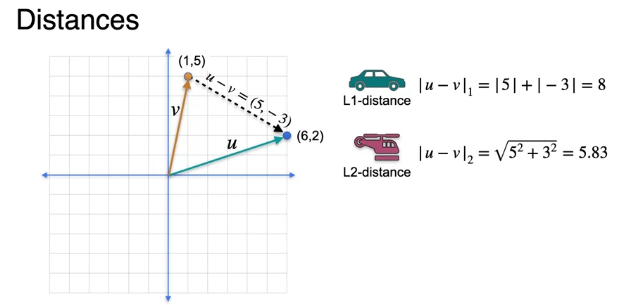 Distances
(1,5)
u − v = (5, − 3)
v
u
(6,2)
|u − v|₁ = |5| + | − 3| = 8
L1-distance
|u − v|₂ = √5² + 3² = 5.83
L2-distance